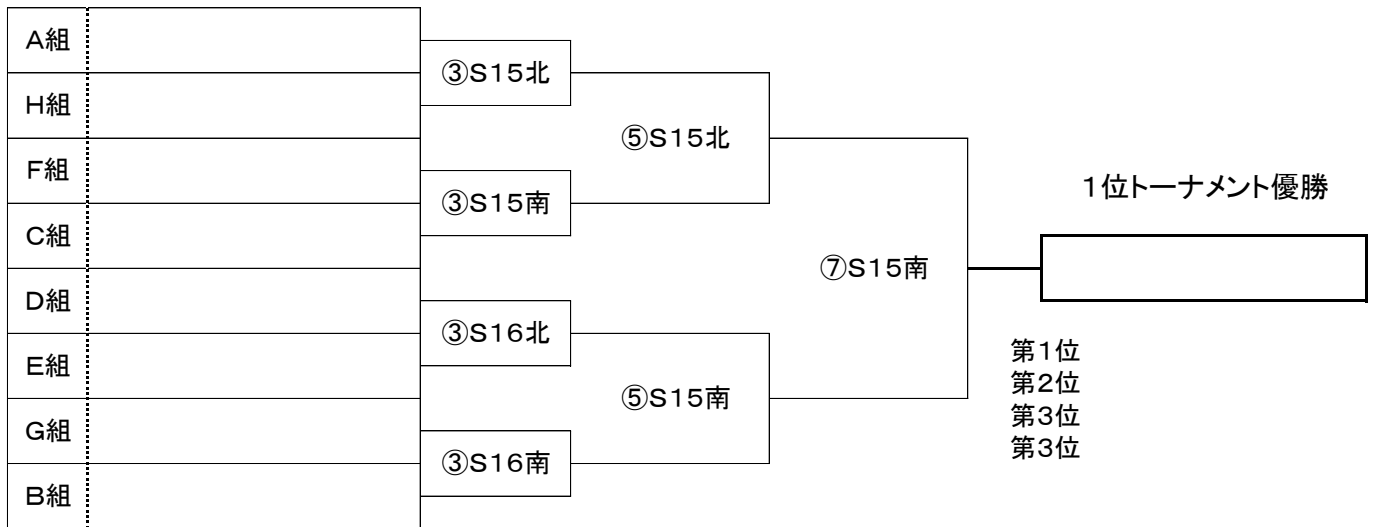 A組
H組
F組
C組
D組
E組
G組
B組
③S15北
③S15南
③S16北
③S16南
⑤S15北
⑤S15南
⑦S15南
1位トーナメント優勝
第1位
第2位
第3位
第3位